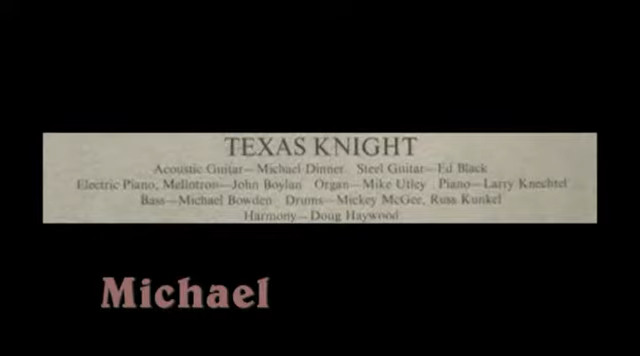 TEXAS KNIGHT
Acoustic Guitar—Michael Dinner Steel Guitar—Ed Black
Electric Piano, Mellotron—John Boylan Organ—Mike Utley Piano—Larry Knechtel
Bass—Michael Bowden Drums—Mickey McGee, Russ Kunkel
Harmony—Doug Haywood
Michael